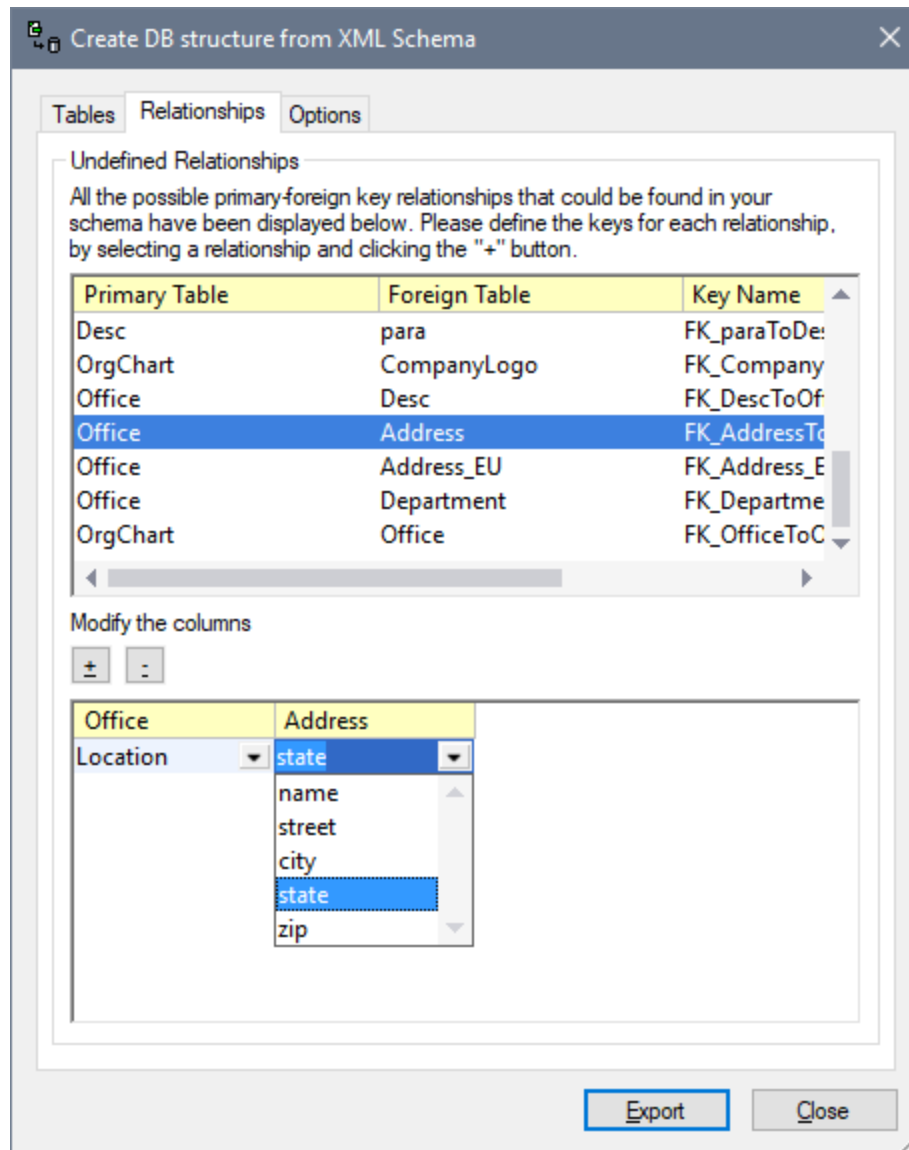 Create DB structure from XML Schema
Tables Relationships Options
Undefined Relationships
All the possible primary-foreign key relationships that could be found in your
schema have been displayed below. Please define the keys for each relationship,
by selecting a relationship and clicking the "+" button.
Primary Table Foreign Table Key Name
Desc para FK_paraToDes
OrgChart CompanyLogo FK_Company
Office Desc FK_DescToOf
Office Address FK_AddressTo
Office Address_EU FK_Address_E
Office Department FK_Departme
OrgChart Office FK_OfficeToO
Modify the columns
+ -
Office Address
Location state
name
street
city
state
zip
Export Close